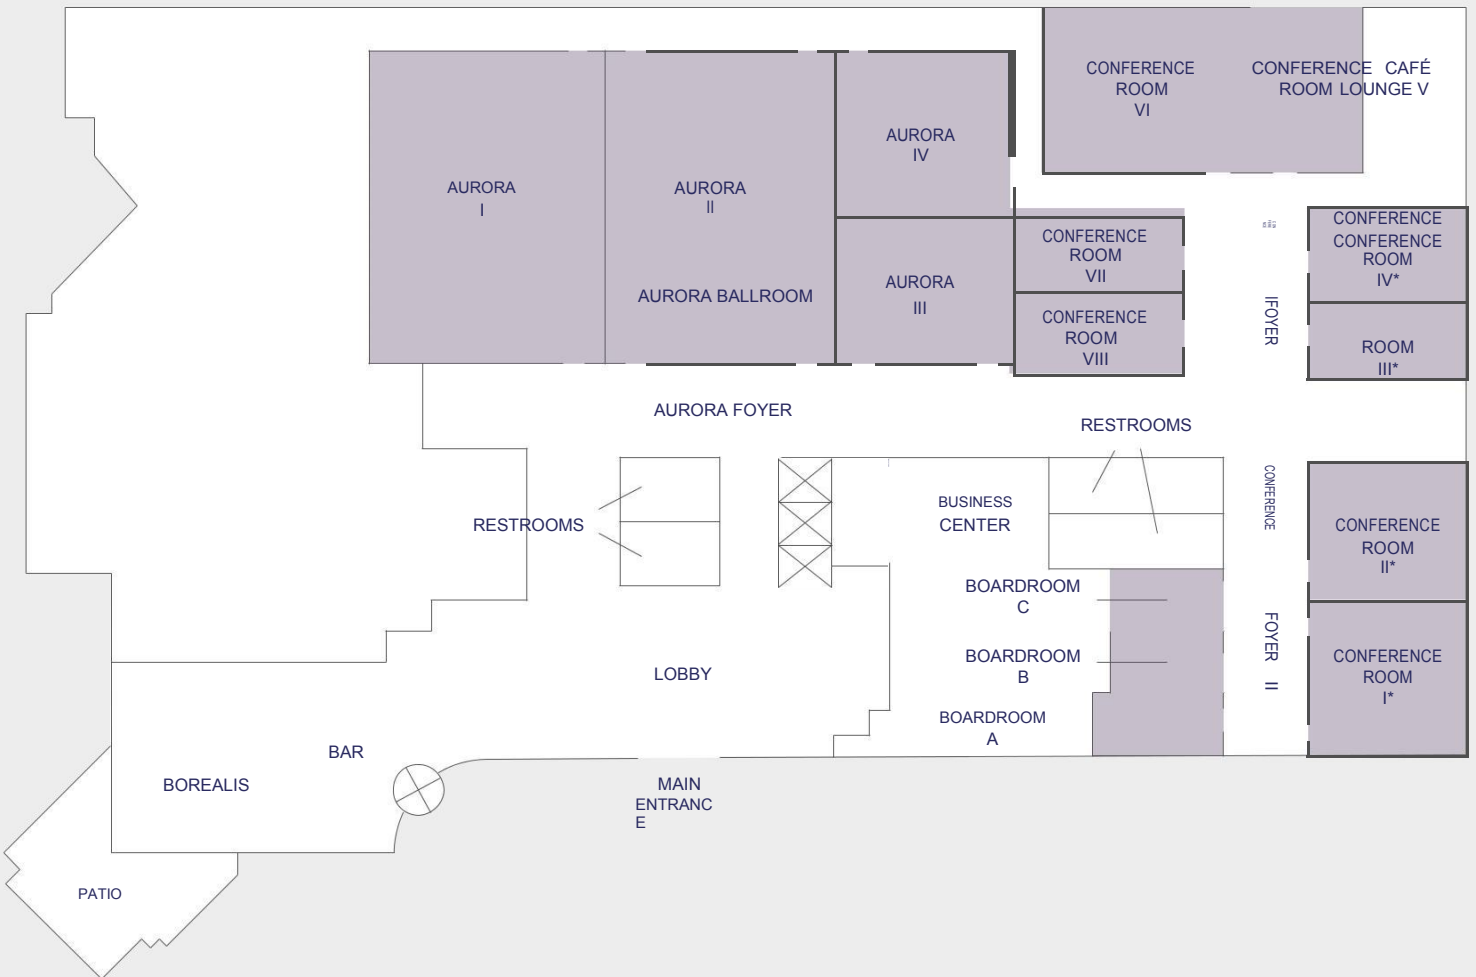 CONFERENCE
ROOM
VI
CONFERENCE CAFÉ
ROOM LOUNGE V
AURORA
IV
AURORA
I
AURORA
II
AURORA BALLROOM
AURORA
III
CONFERENCE
ROOM
VII
CONFERENCE
ROOM
VIII
IFOYER
CONFERENCE
CONFERENCE
ROOM
IV*
ROOM
III*
AURORA FOYER
RESTROOMS
RESTROOMS
BUSINESS
CENTER
CONFERENCE
FOYER II
CONFERENCE
ROOM
II*
BOARDROOM
C
BOARDROOM
B
BOARDROOM
A
CONFERENCE
ROOM
I*
LOBBY
BAR
BOREALIS
MAIN
ENTRANC
E
PATIO